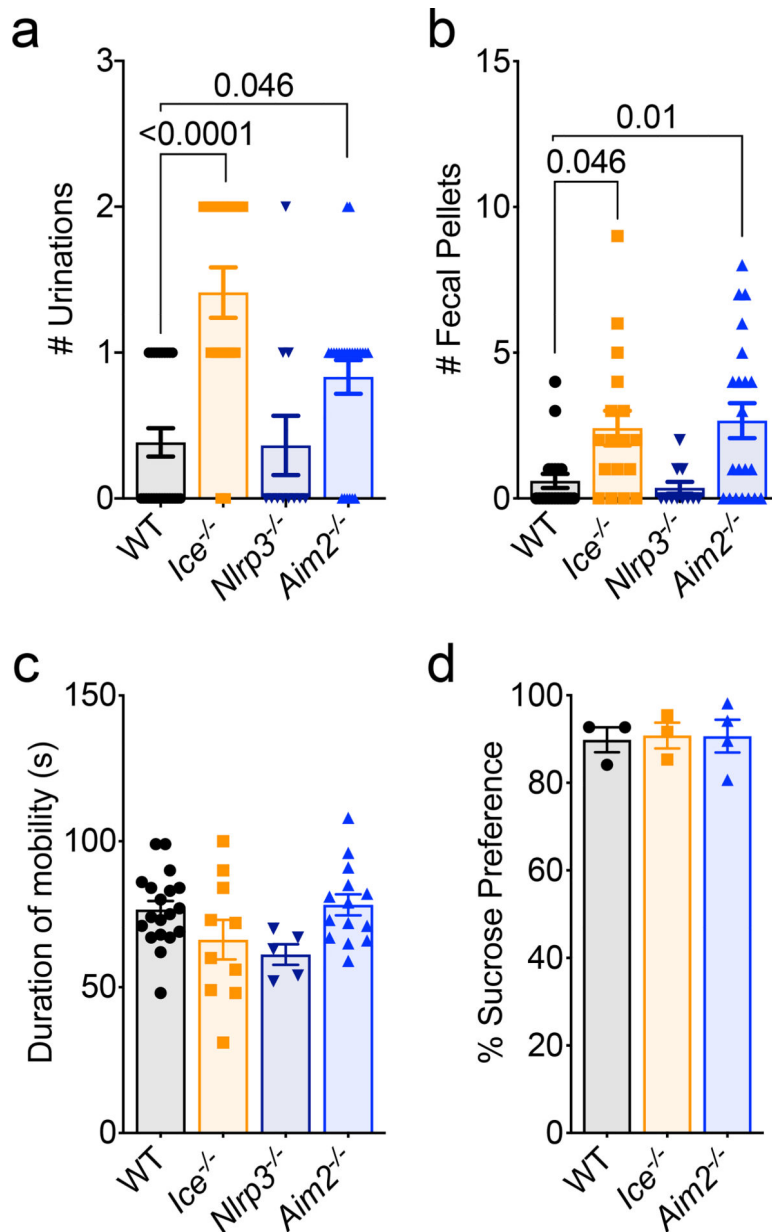 a
# Urinations
3
2
1
0
0.046
<0.0001
WT
Ice-/-
Nlrp3-/-
Aim2-/-
b
# Fecal Pellets
15
10
5
0
0.01
0.046
WT
Ice-/-
Nlrp3-/-
Aim2-/-
c
Duration of mobility (s)
150
100
50
0
WT
Ice-/-
Nlrp3-/-
Aim2-/-
d
% Sucrose Preference
100
80
60
40
20
0
WT
Ice-/-
Aim2-/-